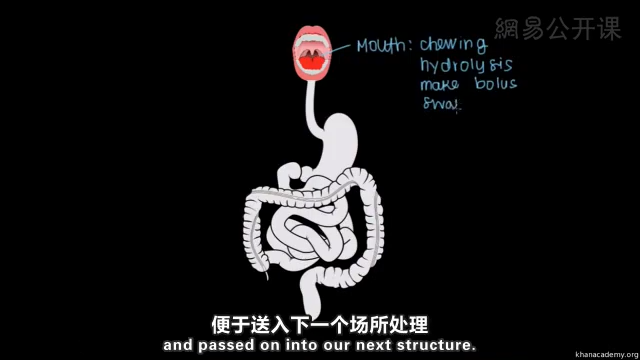 網易公开课
Mouth: chewing
hydrolysis
make bolus
便于送入下一个场所处理
and passed on into our next structure.
khanacademy.org